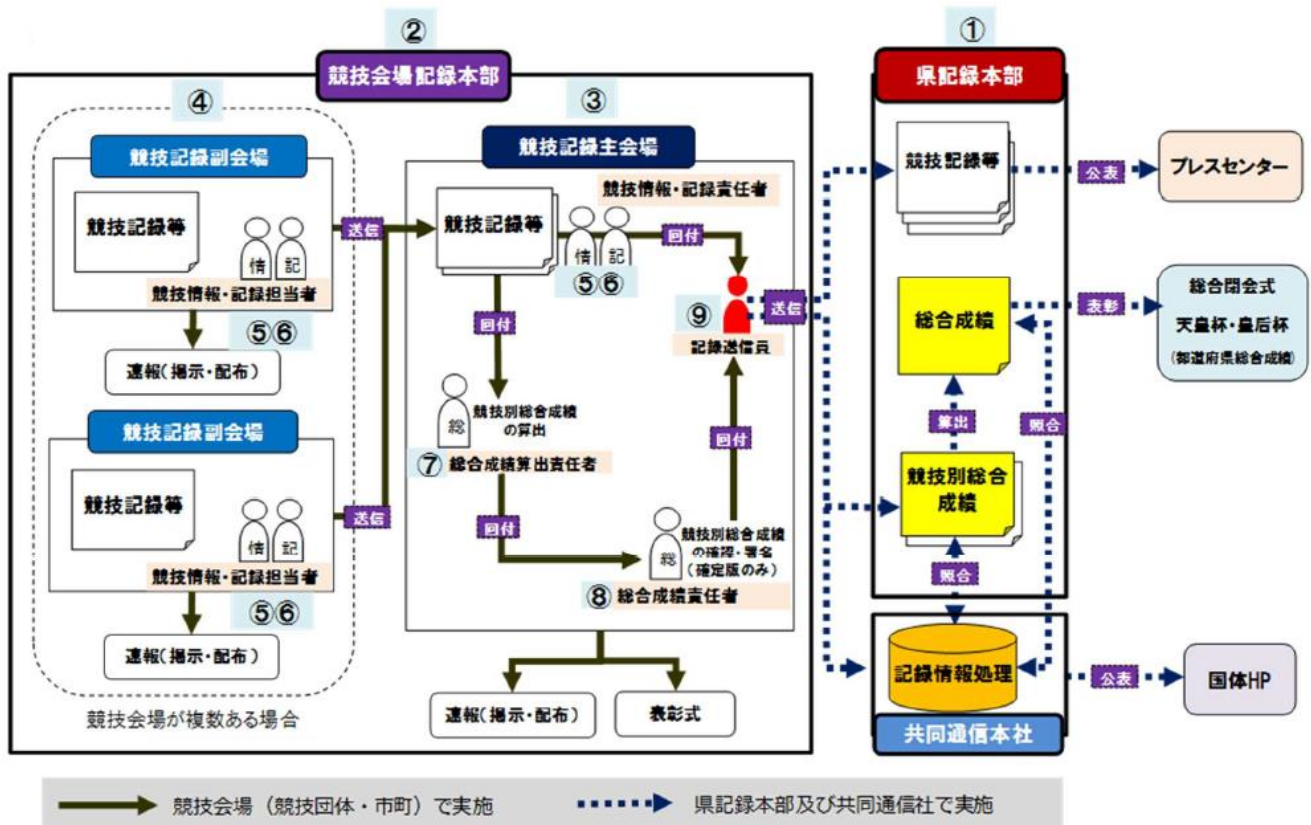 ②
競技会場記録本部
④
競技記録副会場
競技記録等
情 記
競技情報・記録担当者
⑤⑥
速報(掲示・配布)
送信
競技記録副会場
競技記録等
情 記
競技情報・記録担当者
⑤⑥
速報(掲示・配布)
送信
競技会場が複数ある場合
③
競技記録主会場
競技記録等
競技情報・記録責任者
情 記
⑤⑥
回付
回付
⑨
記録送信員
送信
総
競技別総合成績
の算出
⑦ 総合成績算出責任者
回付
回付
総
競技別総合成績
の確認・署名
(確定版のみ)
⑧ 総合成績責任者
速報(掲示・配布)
表彰式
①
県記録本部
競技記録等
公表
プレスセンター
総合成績
表彰
総合閉会式
天皇杯・皇后杯
(都道府県総合成績)
算出
照合
競技別総合
成績
照合
記録情報処理
公表
国体HP
共同通信本社
競技会場(競技団体・市町)で実施
県記録本部及び共同通信社で実施